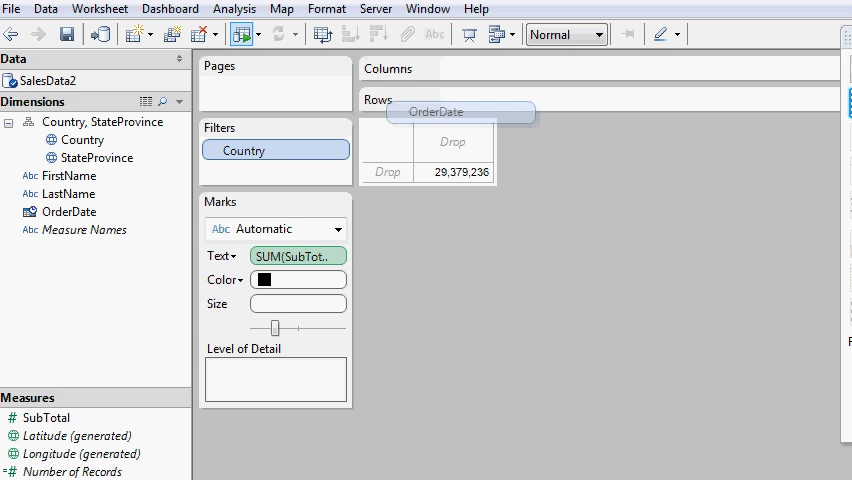 File Data Worksheet Dashboard Analysis Map Format Server Window Help
Abc Normal
Data
SalesData2
Dimensions
Country, StateProvince
Country
StateProvince
Abc FirstName
Abc LastName
OrderDate
Abc Measure Names
Measures
# SubTotal
Latitude (generated)
Longitude (generated)
=# Number of Records
Pages
Filters
Country
Marks
Abc Automatic
Text SUM(SubTot..
Color
Size
Level of Detail
Columns
Rows
OrderDate
Drop
Drop 29,379,236